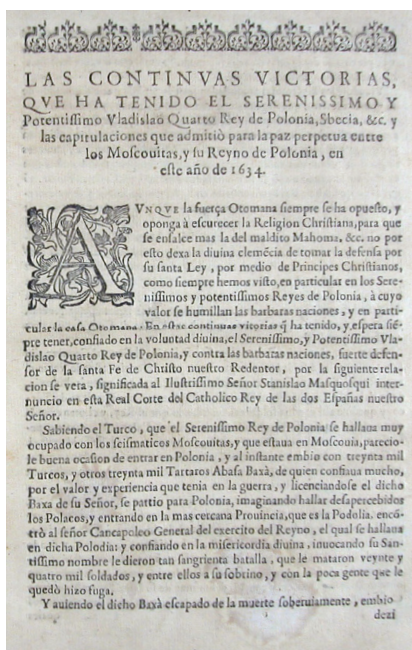 LAS CONTINVAS VICTORIAS,
QVE HA TENIDO EL SERENISSIMO Y
Potentissimo Vladislao Quarto Rey de Polonia, Sbecia, &c. y
las capitulaciones que admitiò para la paz perpetua entre
los Moscouitas, y su Reyno de Polonia, en
este año de 1634.
AVNQVE la fuerça Otomana siempre se ha opuesto, y
oponga à escurecer la Religion Christiana, para que
se ensalce mas la del maldito Mahoma, &c. no por
esto dexa la diuina clemẽcia de tomar la defensa por
su santa Ley, por medio de Principes Christianos,
como siempre hemos visto, en particular en los Sere-
nissimos y potentissimos Reyes de Polonia, à cuyo
valor se humillan las barbaras naciones, y en parti-
cular la casa Otomana. En estas continuas vitorias q̃ ha tenido, y espera siẽ-
pre tener, confiado en la voluntad diuina, el Serenissimo, y Potentissimo Vla-
dislao Quarto Rey de Polonia, y contra las barbaras naciones, fuerte defen-
sor de la santa Fe de Christo nuestro Redentor, por la siguiente rela-
cion se vera, significada al Ilustrissimo Señor Stanislao Masquosqui inter-
nuncio en esta Real Corte del Catholico Rey de las dos Españas nuestro
Señor.
Sabiendo el Turco, que el Serenissimo Rey de Polonia se hallaua muy
ocupado con los scismaticos Moscouitas, y que estaua en Moscouia, parecio-
le buena ocasion de entrar en Polonia, y al instante embio con treynta mil
Turcos, y otros treynta mil Tartaros Abasa Baxà, de quien confiaua mucho,
por el valor y experiencia que tenia en la guerra, y licenciandose el dicho
Baxa de su Señor, se partio para Polonia, imaginando hallar desapercebidos
los Polacos, y entrando en la mas cercana Prouincia, que es la Podolia. encõ-
trò al señor Cancapoleo General del exercito del Reyno, el qual se hallaua
en dicha Polodia: y confiando en la misericordia diuina, inuocando su San-
tissimo nombre le dieron tan sangrienta batalla, que le mataron veynte y
quatro mil soldados, y entre ellos a su sobrino, y con la poca gente que le
quedò hizo fuga.
Y auiendo el dicho Baxà escapado de la muerte soberuiamente, embio
dezi